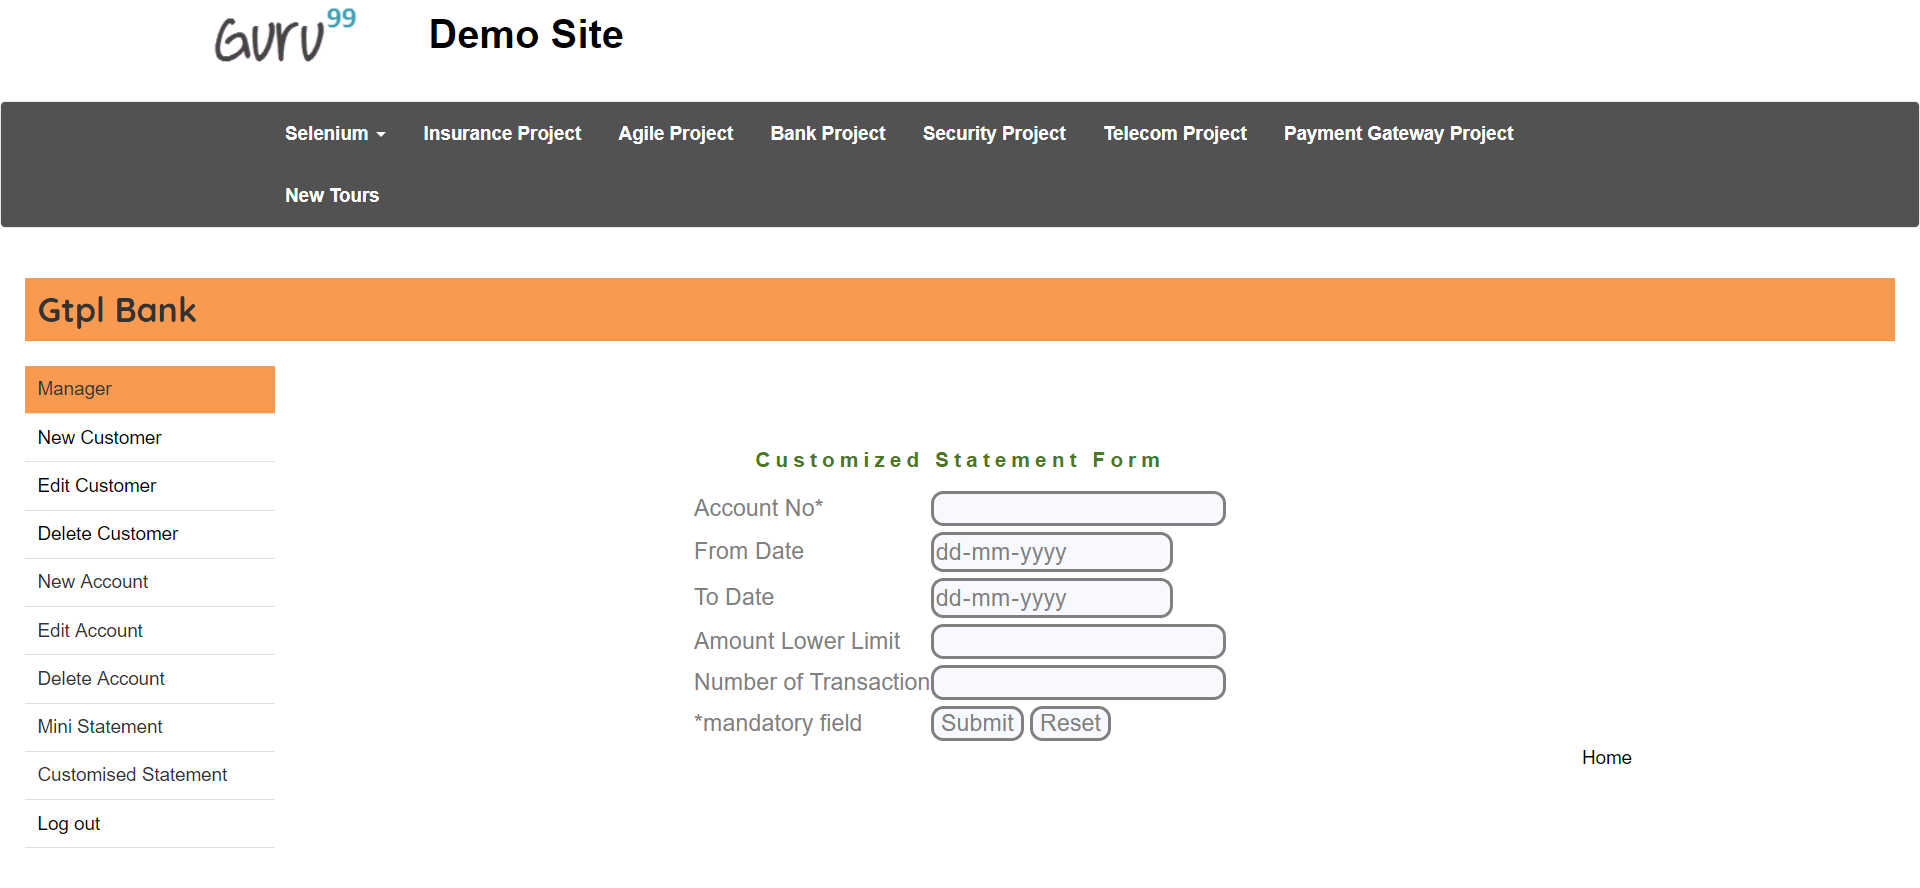 Guru99
Demo Site
Selenium
Insurance Project
Agile Project
Bank Project
Security Project
Telecom Project
Payment Gateway Project
New Tours
Gtpl Bank
Manager
New Customer
Edit Customer
Delete Customer
New Account
Edit Account
Delete Account
Mini Statement
Customised Statement
Log out
Customized Statement Form
Account No*
From Date dd-mm-yyyy
To Date dd-mm-yyyy
Amount Lower Limit
Number of Transaction
*mandatory field Submit Reset
Home